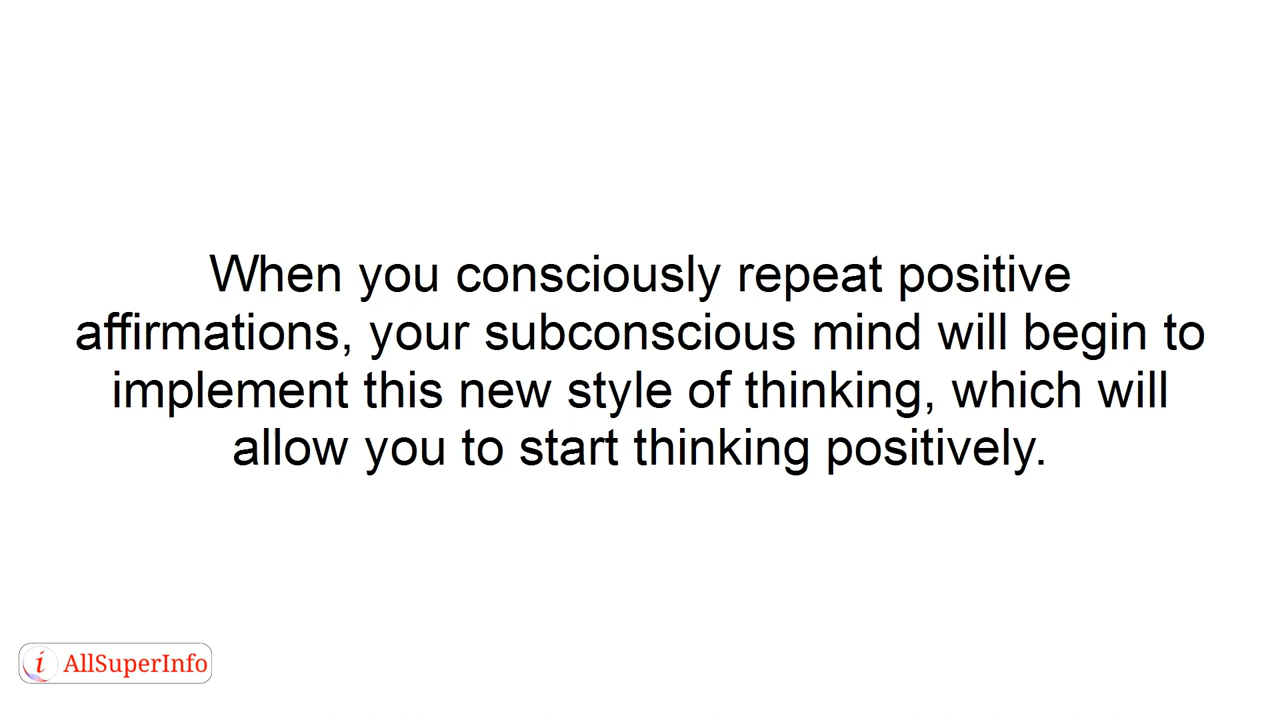 When you consciously repeat positive
affirmations, your subconscious mind will begin to
implement this new style of thinking, which will
allow you to start thinking positively.
i AllSuperInfo